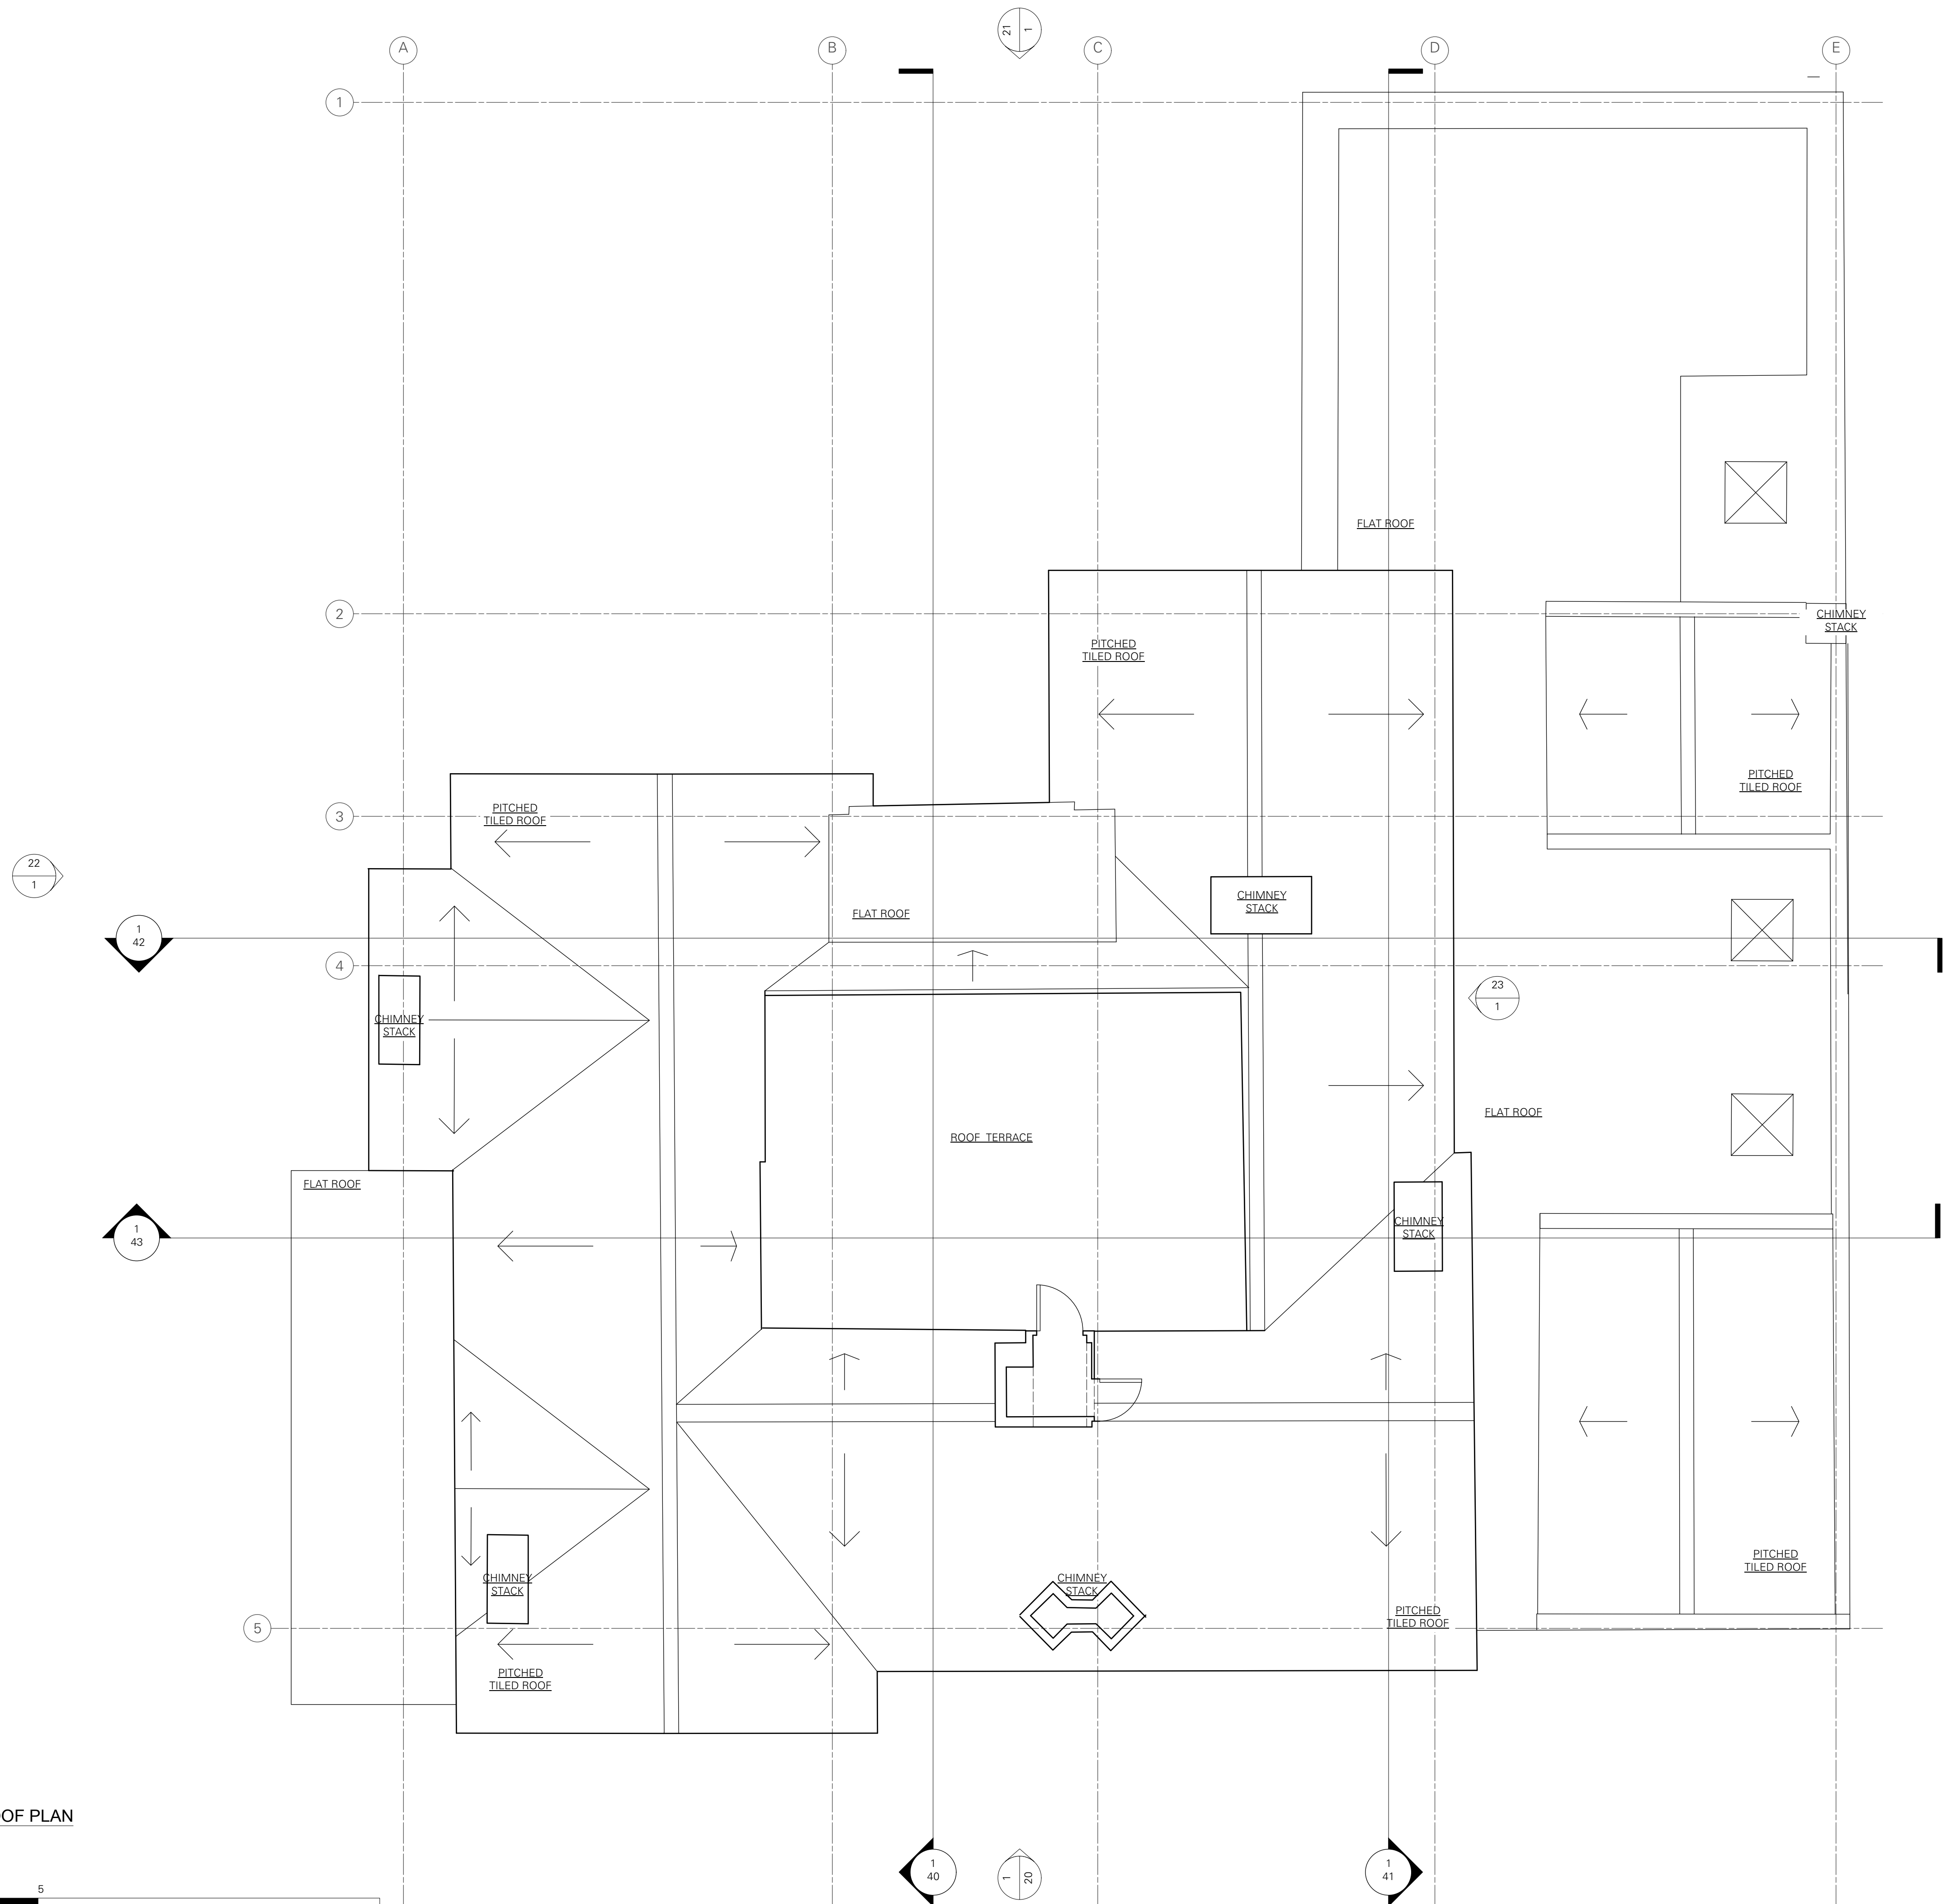 21
1
A
B
C
D
E
1
FLAT ROOF
2
CHIMNEY
STACK
PITCHED
TILED ROOF
PITCHED
TILED ROOF
PITCHED
TILED ROOF
3
22
1
CHIMNEY
STACK
FLAT ROOF
1
42
4
23
1
CHIMNEY
STACK
FLAT ROOF
ROOF TERRACE
FLAT ROOF
CHIMNEY
STACK
1
43
PITCHED
TILED ROOF
CHIMNEY
STACK
CHIMNEY
STACK
PITCHED
TILED ROOF
5
PITCHED
TILED ROOF
OF PLAN
1
40
1
20
1
41
5